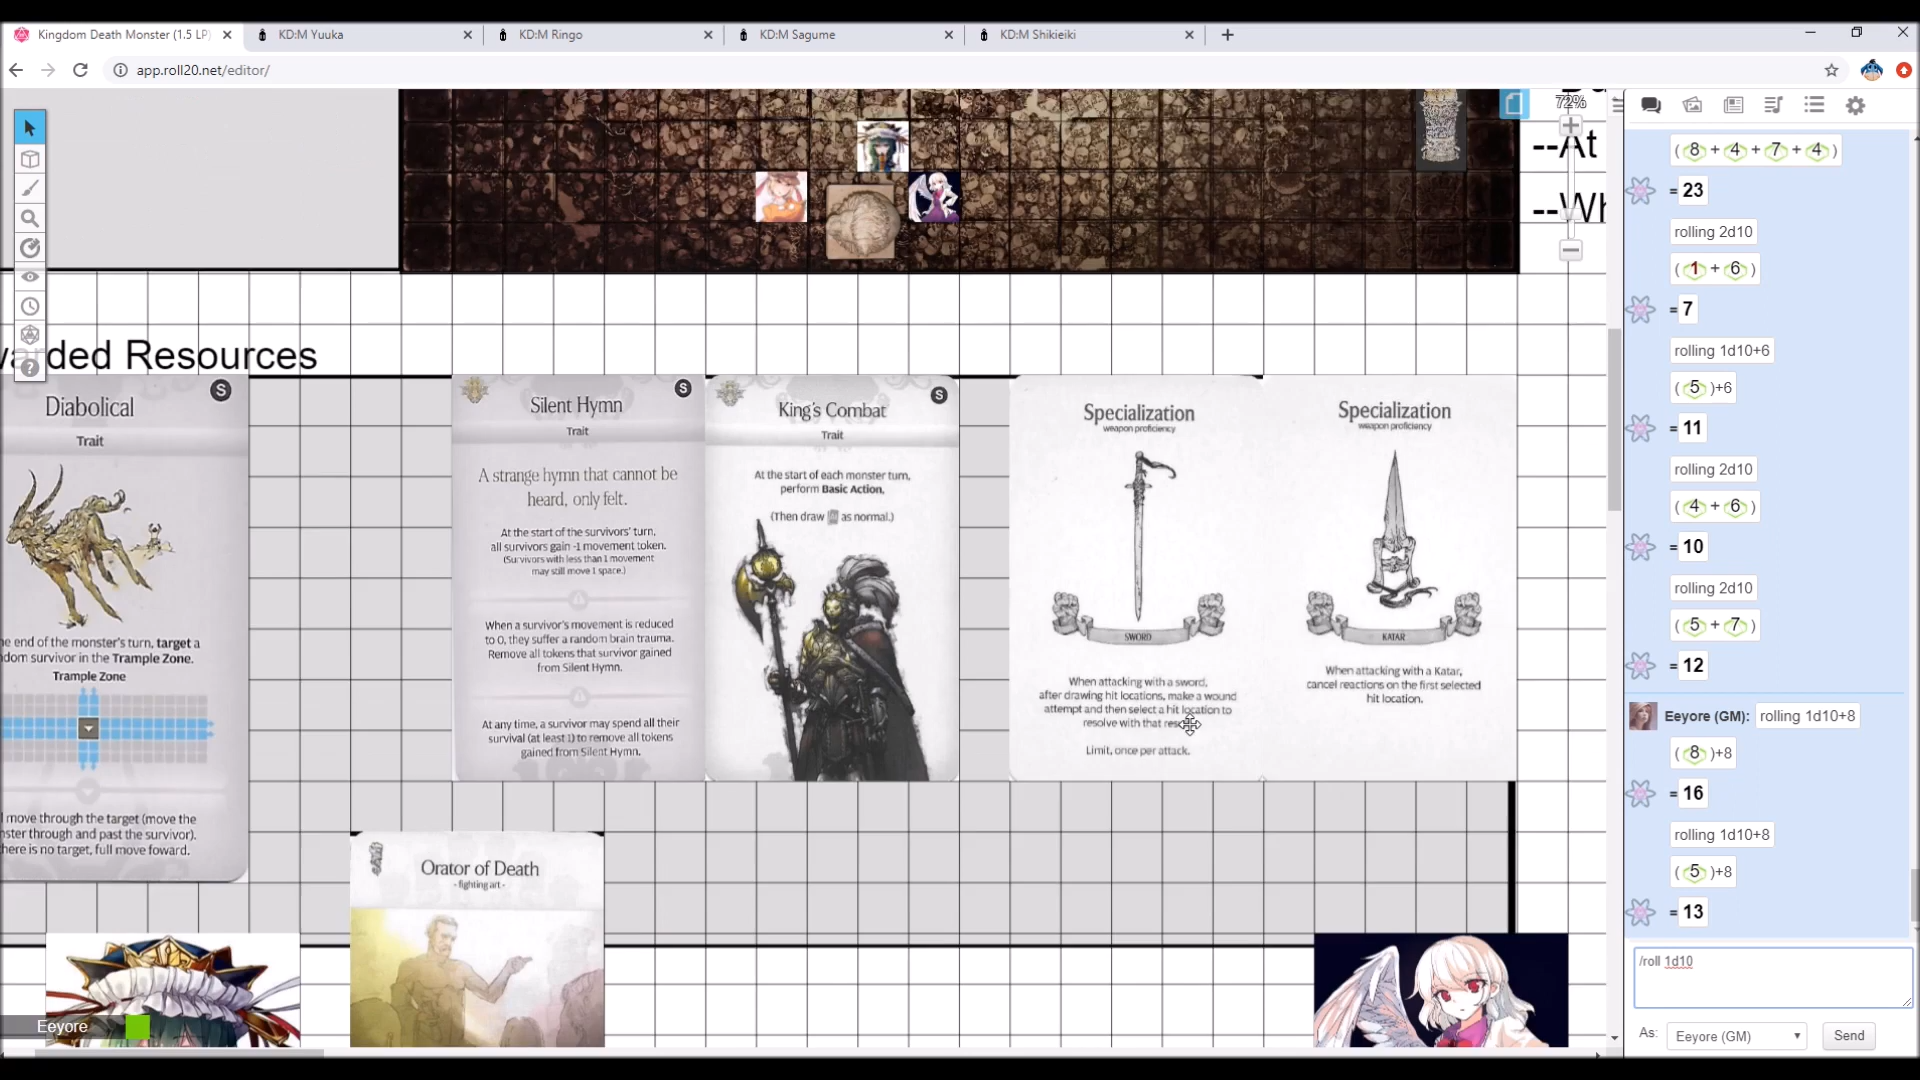 Kingdom Death Monster (1.5 LP)
KD:M Yuuka
KD:M Ringo
KD:M Sagume
KD:M Shikieiki
app.roll20.net/editor/
72%
--At
--Wh
arded Resources
Diabolical
Trait
e end of the monster's turn, target a
dom survivor in the Trample Zone.
Trample Zone
l move through the target (move the
nster through and past the survivor).
here is no target, full move foward.
S
Silent Hymn
Trait
A strange hymn that cannot be
heard, only felt.
At the start of the survivors' turn,
all survivors gain -1 movement token.
(Survivors with less than 1 movement
may still move 1 space.)
When a survivor's movement is reduced
to 0, they suffer a random brain trauma.
Remove all tokens that survivor gained
from Silent Hymn.
At any time, a survivor may spend all their
survival (at least 1) to remove all tokens
gained from Silent Hymn.
S
King's Combat
Trait
At the start of each monster turn,
perform Basic Action,
(Then draw as normal.)
S
Specialization
weapon proficiency
SWORD
When attacking with a sword,
after drawing hit locations, make a wound
attempt and then select a hit location to
resolve with that res
Limit, once per attack.
Specialization
weapon proficiency
KATAR
When attacking with a Katar,
cancel reactions on the first selected
hit location.
Orator of Death
- fighting art -
Eeyore
(8 + 4 + 7 + 4)
= 23
rolling 2d10
(1 + 6)
= 7
rolling 1d10+6
(5)+6
= 11
rolling 2d10
(4 + 6)
= 10
rolling 2d10
(5 + 7)
= 12
Eeyore (GM): rolling 1d10+8
(8)+8
= 16
rolling 1d10+8
(5)+8
= 13
/roll 1d10
As: Eeyore (GM)
Send